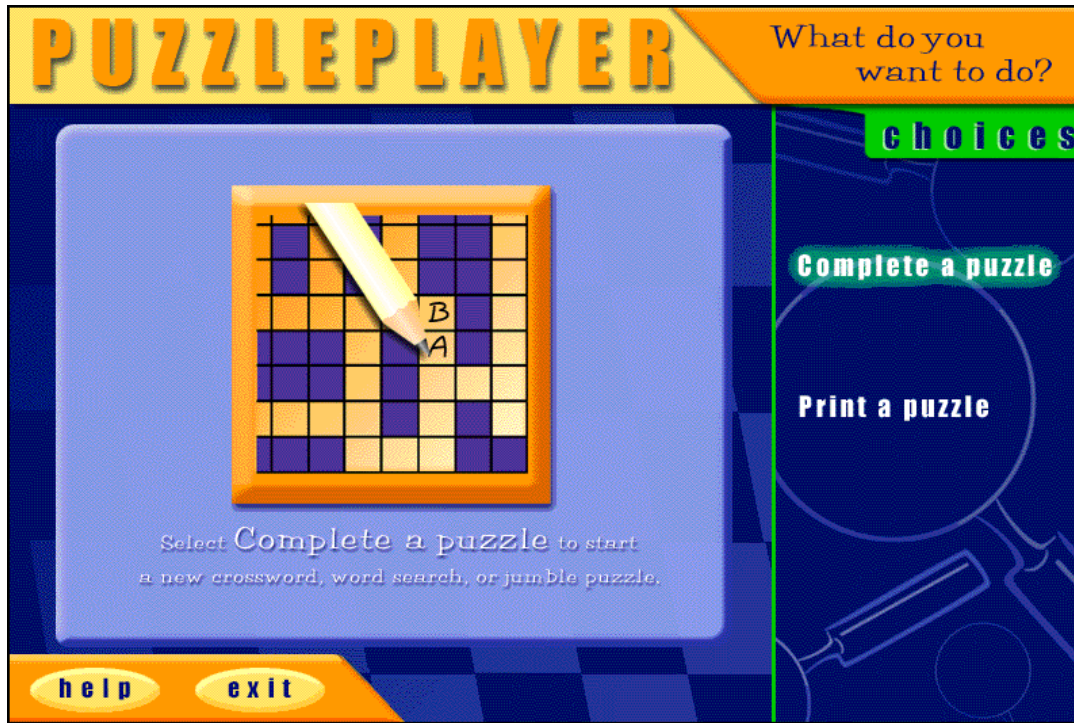 PUZZLEPLAYER
What do you
want to do?
choices
Complete a puzzle
Print a puzzle
B
A
Select Complete a puzzle to start
a new crossword, word search, or jumble puzzle.
help
exit